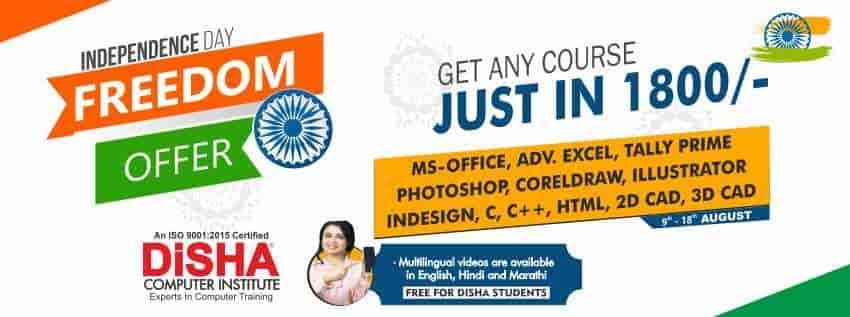 INDEPENDENCE DAY
FREEDOM
OFFER
GET ANY COURSE
JUST IN 1800/-
MS-OFFICE, ADV. EXCEL, TALLY PRIME
PHOTOSHOP, CORELDRAW, ILLUSTRATOR
INDESIGN, C, C++, HTML, 2D CAD, 3D CAD
9th - 18th AUGUST
An ISO 9001:2015 Certified
DiSHA
COMPUTER INSTITUTE
Experts In Computer Training
• Multilingual videos are available
in English, Hindi and Marathi
FREE FOR DISHA STUDENTS